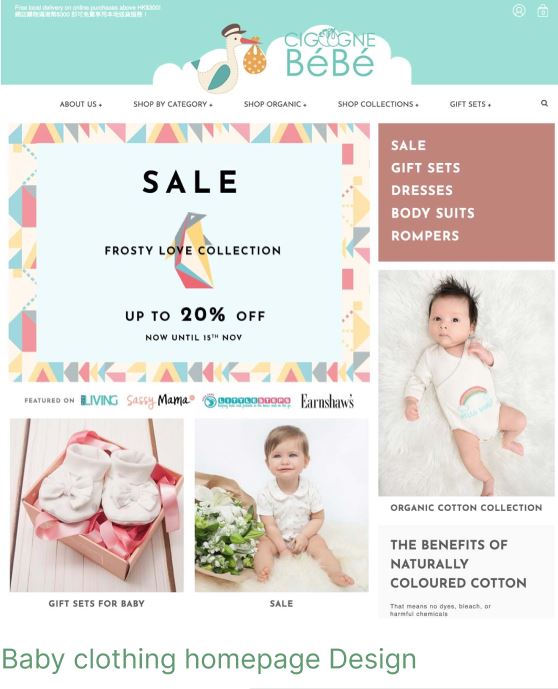 Free local delivery on online purchases above HK$300!
網店購物滿港幣$300 即可免費享用本地送貨服務！
CIGOGNE
BéBé
0
ABOUT US +
SHOP BY CATEGORY +
SHOP ORGANIC +
SHOP COLLECTIONS +
GIFT SETS +
SALE
FROSTY LOVE COLLECTION
UP TO 20% OFF
NOW UNTIL 15TH NOV
SALE
GIFT SETS
DRESSES
BODY SUITS
ROMPERS
FEATURED ON
LIVING
Sassy Mama
LITTLE STEPS
Earnshaw's
ORGANIC COTTON COLLECTION
GIFT SETS FOR BABY
SALE
THE BENEFITS OF
NATURALLY
COLOURED COTTON
That means no dyes, bleach, or
harmful chemicals
Baby clothing homepage Design